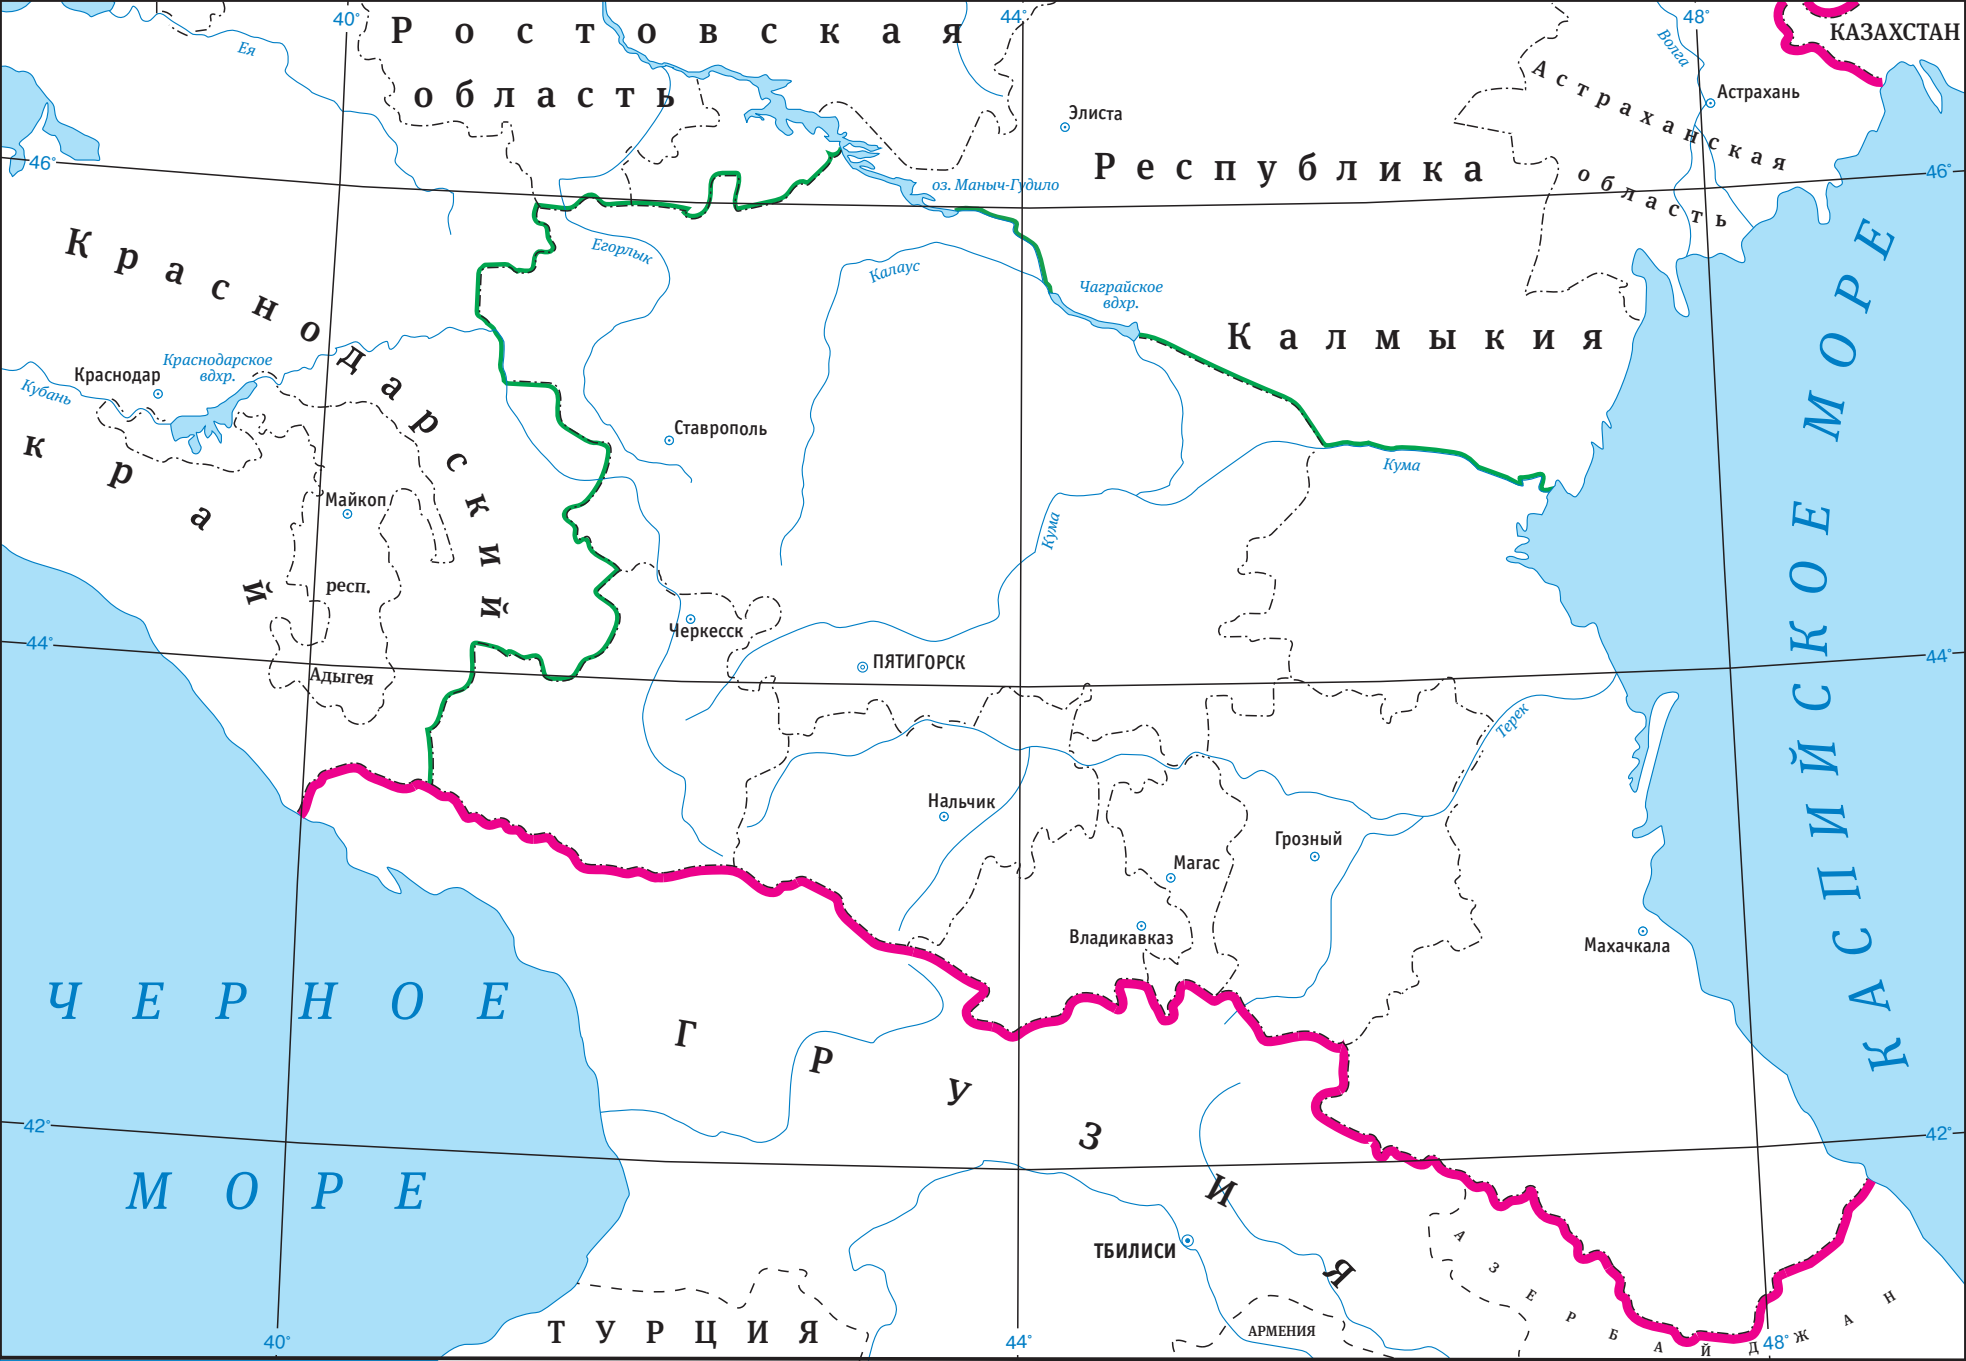 40°
44°
48°
Ростовская
область
Ея
Волга
КАЗАХСТАН
Астрахань
Астраханская
область
Элиста
Республика
Калмыкия
46°
46°
оз. Маныч-Гудило
Егорлык
Калаус
Чаграйское
вдхр.
Краснодарский
край
Краснодарское
вдхр.
Краснодар
Кубань
Ставрополь
Кума
Кума
Майкоп
респ.
Адыгея
Черкесск
ПЯТИГОРСК
44°
44°
Терек
Нальчик
Грозный
Магас
Владикавказ
Махачкала
КАСПИЙСКОЕ МОРЕ
ЧЕРНОЕ
МОРЕ
ГРУЗИЯ
42°
42°
ТБИЛИСИ
АЗЕРБАЙДЖАН
АРМЕНИЯ
ТУРЦИЯ
40°
44°
48°